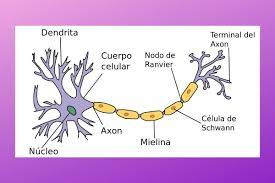 Dendrita
Terminal del
Axon
Cuerpo
celular
Nodo de
Ranvier
Célula de
Schwann
Axon
Mielina
Núcleo